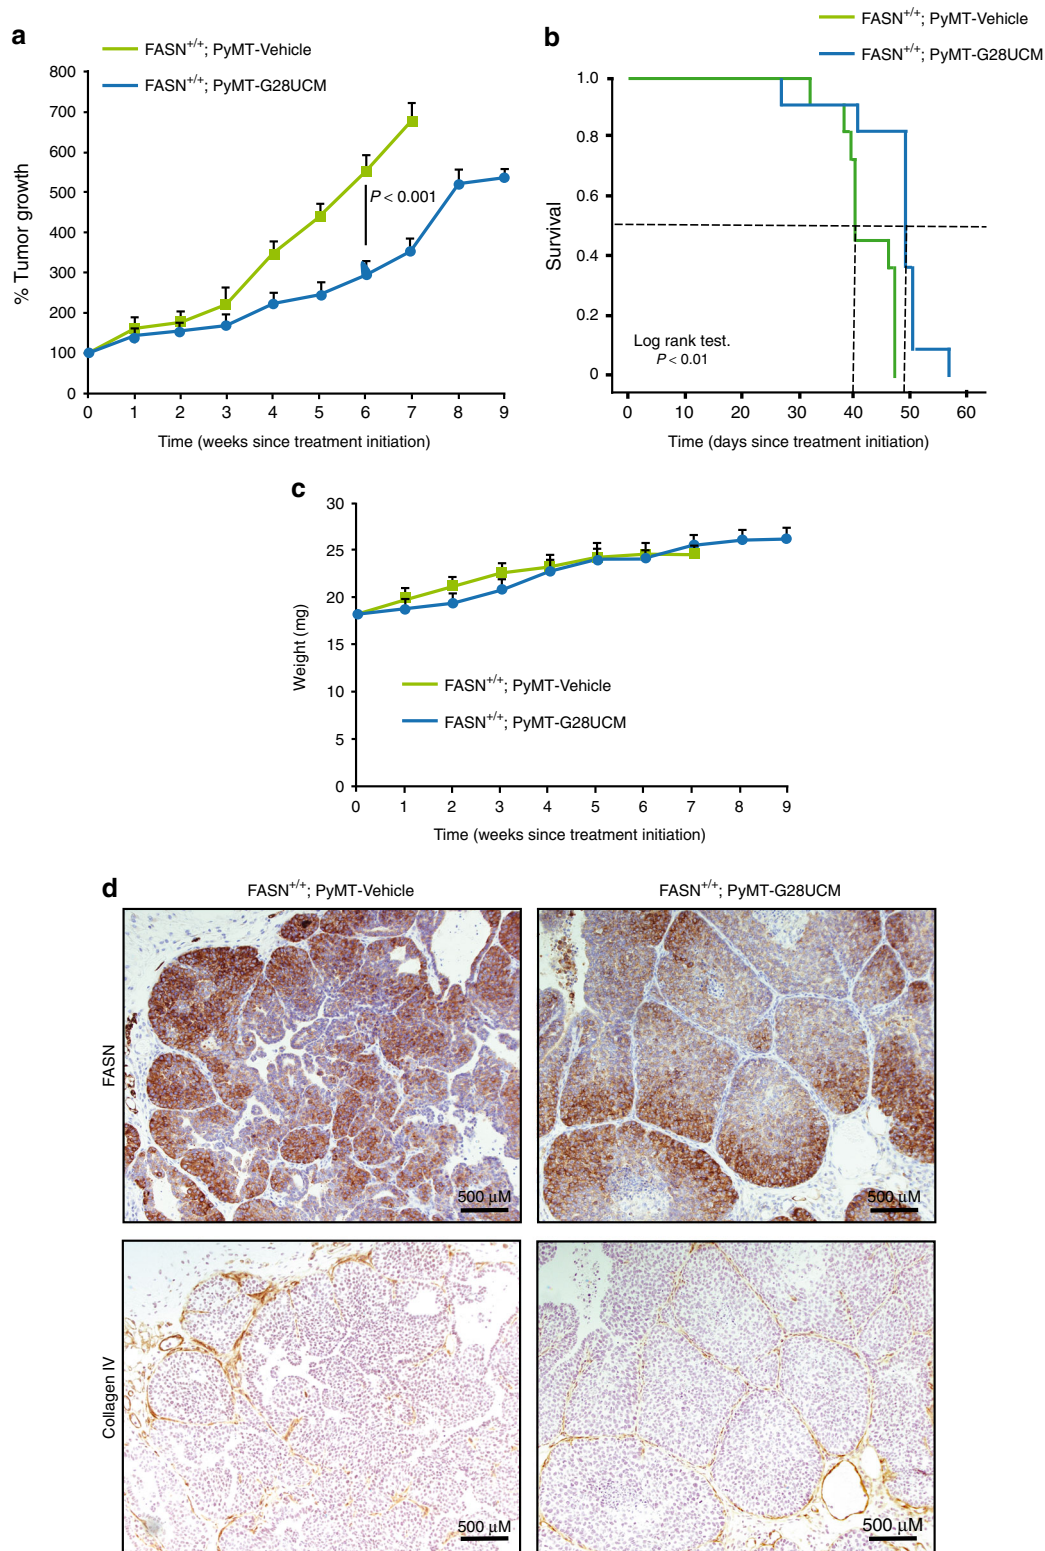 a
FASN+/+; PyMT-Vehicle
FASN+/+; PyMT-G28UCM
800
700
600
500
400
300
200
100
0
% Tumor growth
P < 0.001
0 1 2 3 4 5 6 7 8 9
Time (weeks since treatment initiation)
b
FASN+/+; PyMT-Vehicle
FASN+/+; PyMT-G28UCM
1.0
0.8
0.6
0.4
0.2
0
Survival
Log rank test.
P < 0.01
0 10 20 30 40 50 60
Time (days since treatment initiation)
c
30
25
20
15
10
5
0
Weight (mg)
FASN+/+; PyMT-Vehicle
FASN+/+; PyMT-G28UCM
0 1 2 3 4 5 6 7 8 9
Time (weeks since treatment initiation)
d
FASN+/+; PyMT-Vehicle
FASN+/+; PyMT-G28UCM
FASN
500 µM
500 µM
Collagen IV
500 µM
500 µM